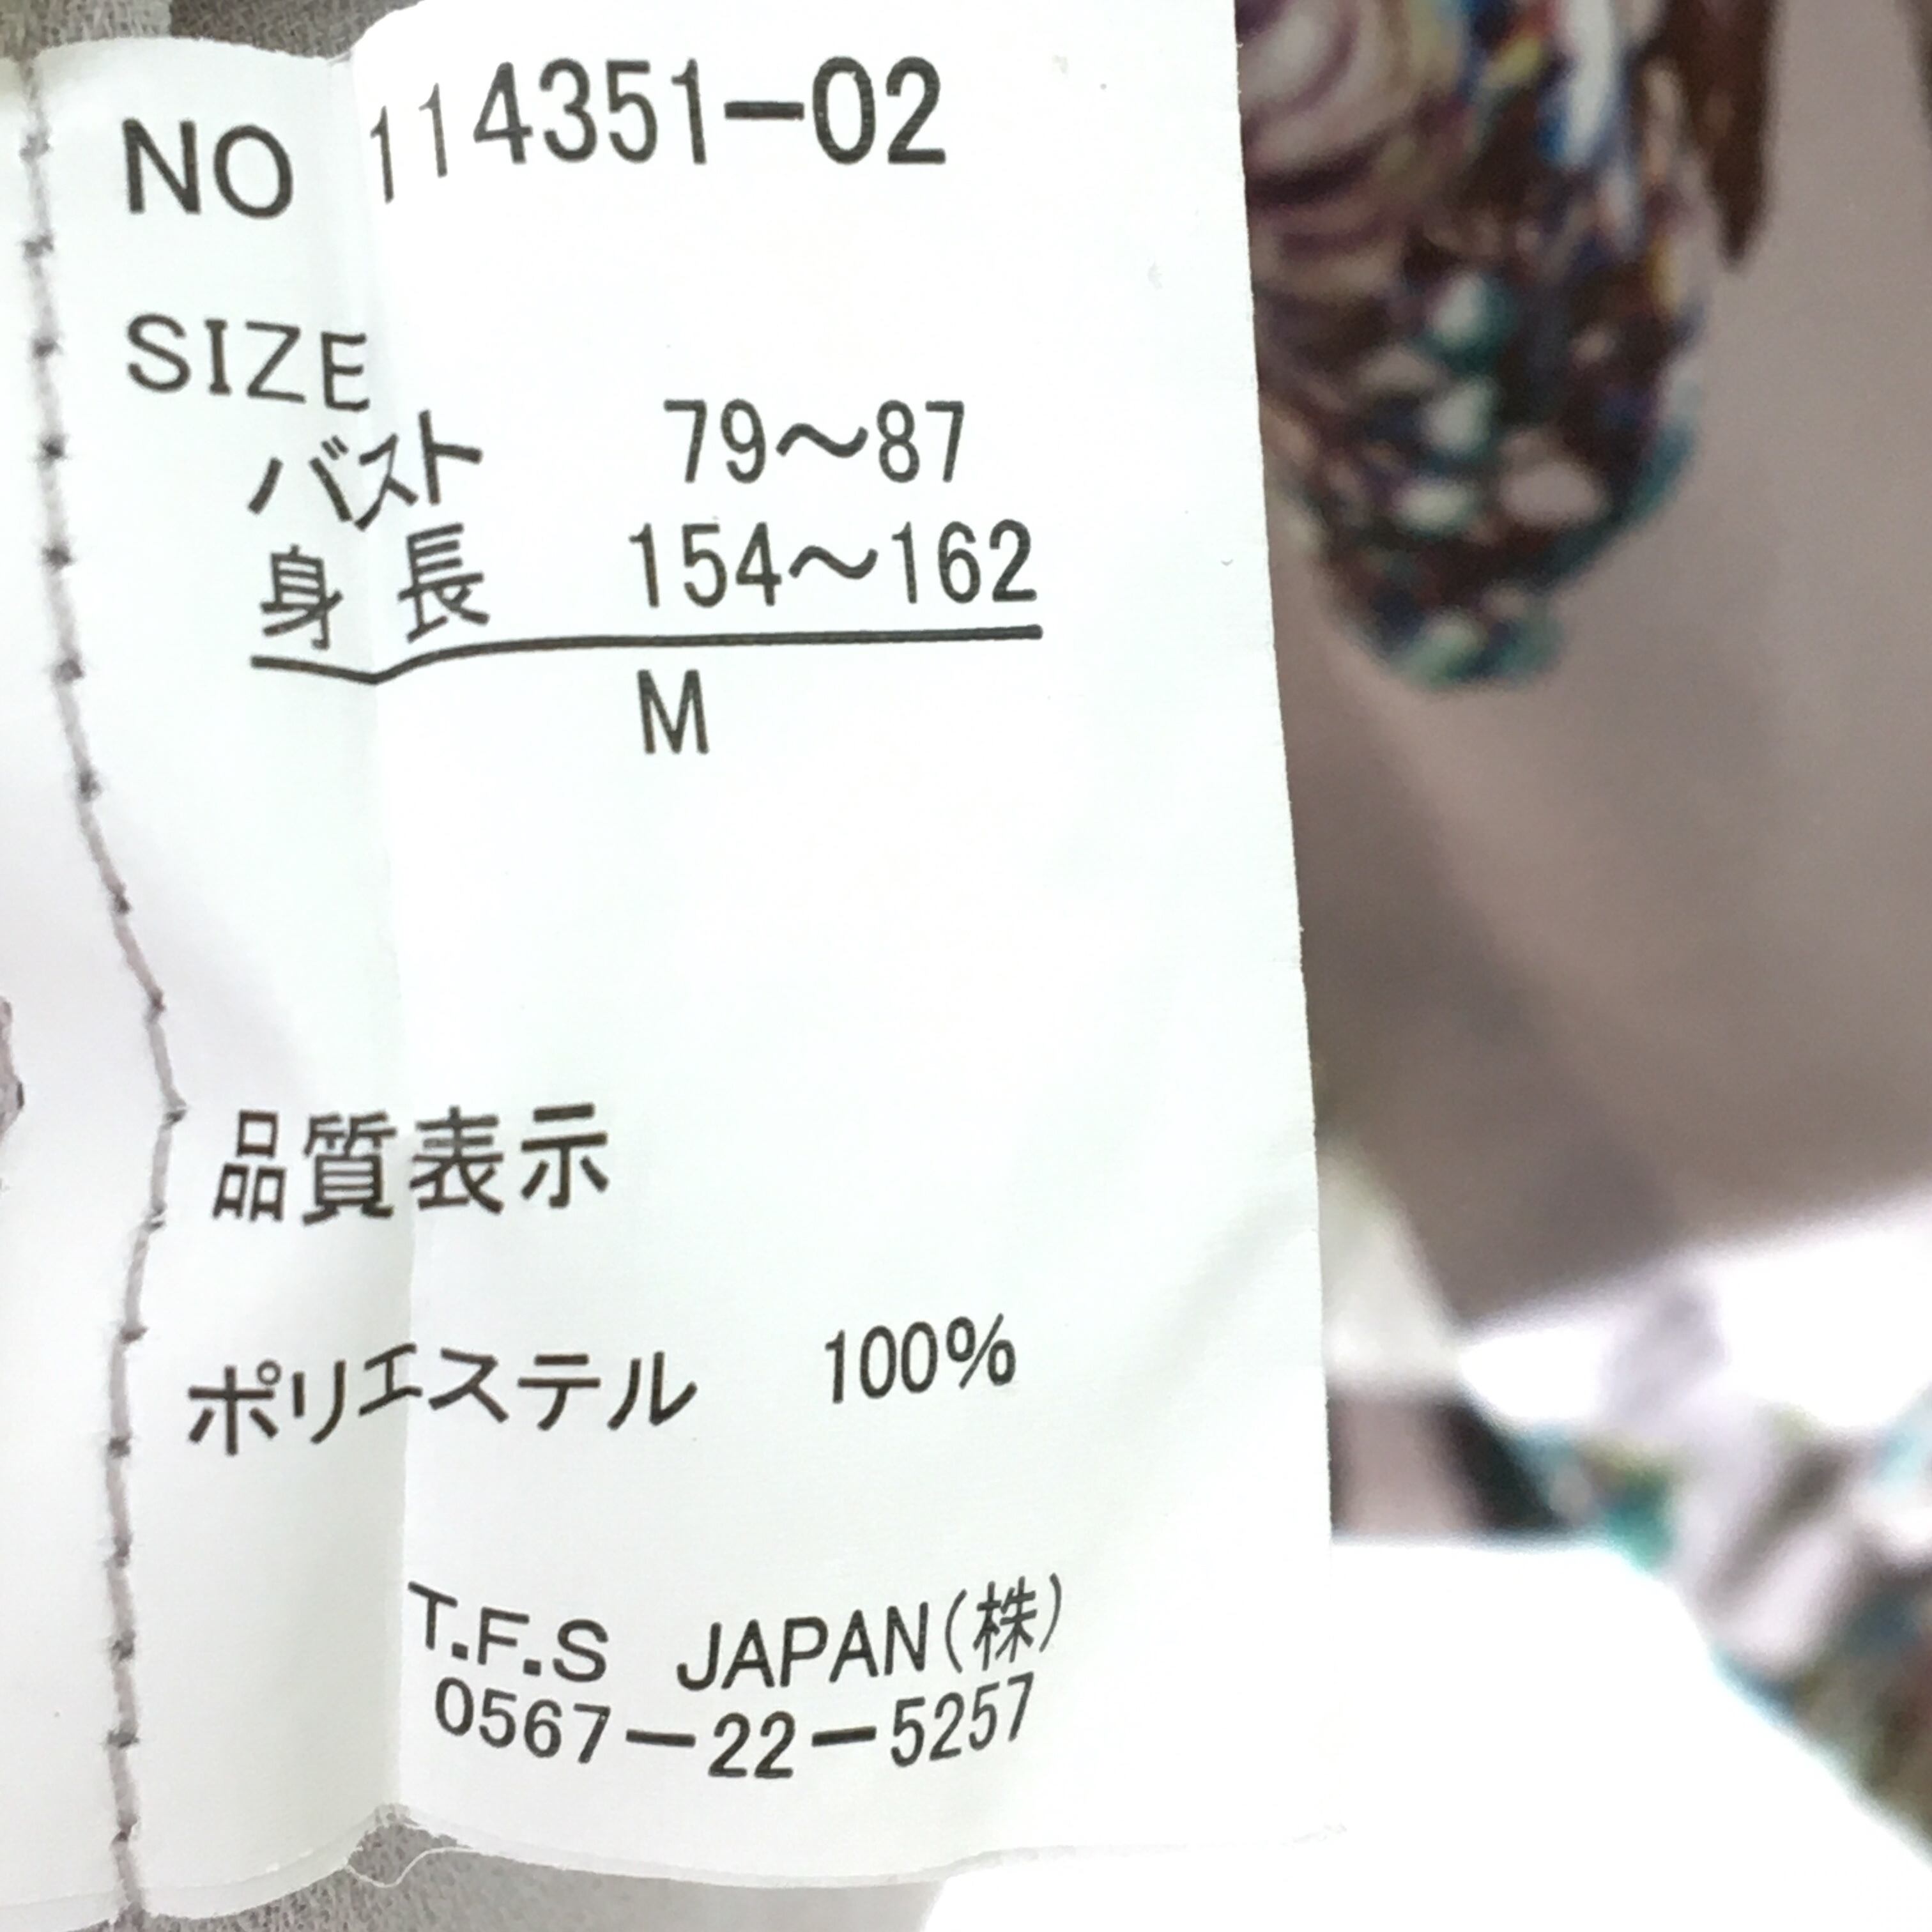 NO 114351-02
SIZE
バスト 79～87
身長 154～162
M
品質表示
ポリエステル 100%
T.F.S JAPAN(株)
0567-22-5257